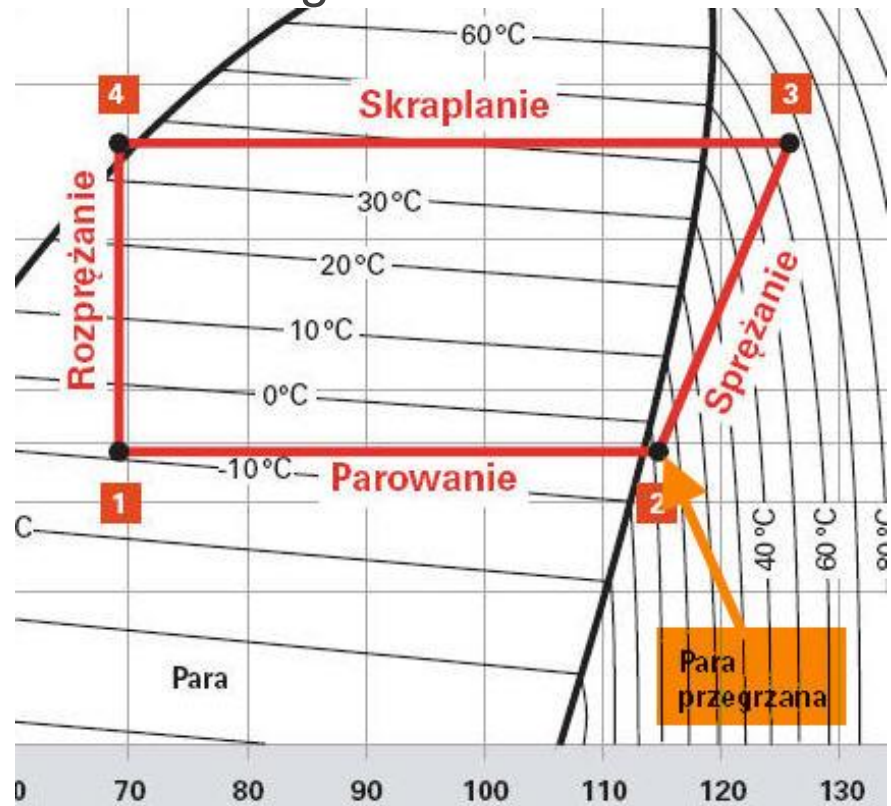 60°C
4
Skraplanie
3
Rozprężanie
30°C
20°C
Sprężanie
10°C
0°C
-10°C
Parowanie
1
2
C
40 °C
60 °C
Para
Para
przegrzana
70 80 90 100 110 120 130